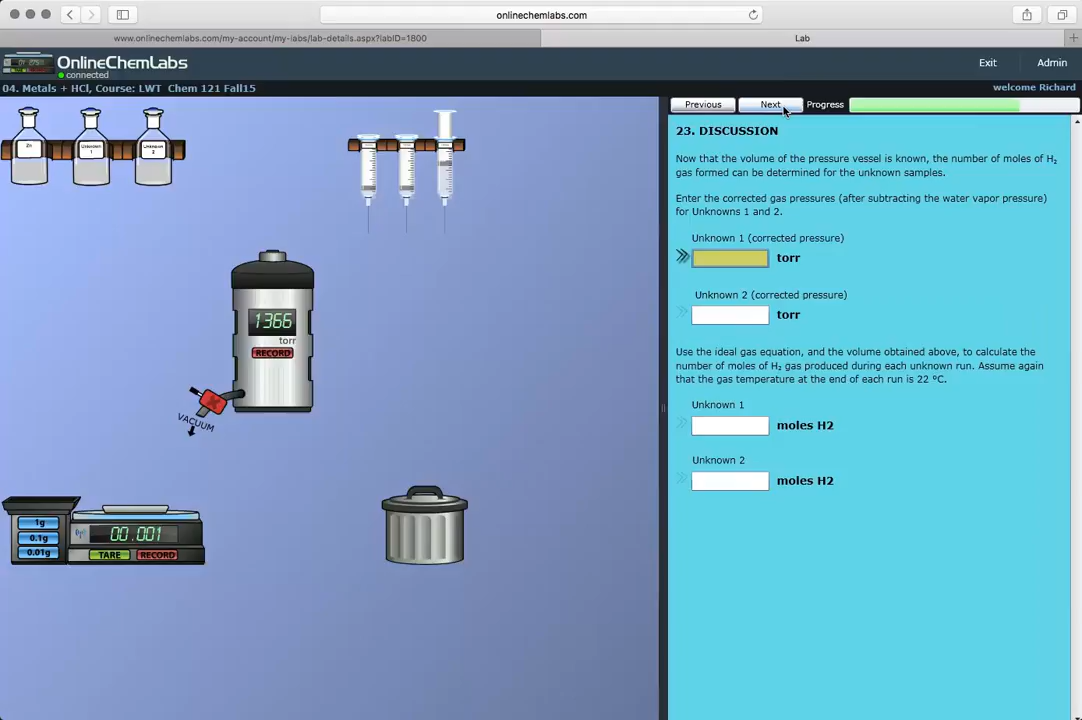 onlinechemlabs.com
www.onlinechemlabs.com/my-account/my-labs/lab-details.aspx?labID=1800
Lab
OnlineChemLabs
connected
Exit
Admin
04. Metals + HCl, Course: LWT Chem 121 Fall15
welcome Richard
Previous
Next
Progress
Zn
Unknown
1
Unknown
2
1366
torr
RECORD
VACUUM
1g
0.1g
0.01g
00.001
TARE
RECORD
23. DISCUSSION
Now that the volume of the pressure vessel is known, the number of moles of H₂
gas formed can be determined for the unknown samples.
Enter the corrected gas pressures (after subtracting the water vapor pressure)
for Unknowns 1 and 2.
Unknown 1 (corrected pressure)
torr
Unknown 2 (corrected pressure)
torr
Use the ideal gas equation, and the volume obtained above, to calculate the
number of moles of H₂ gas produced during each unknown run. Assume again
that the gas temperature at the end of each run is 22 °C.
Unknown 1
moles H2
Unknown 2
moles H2